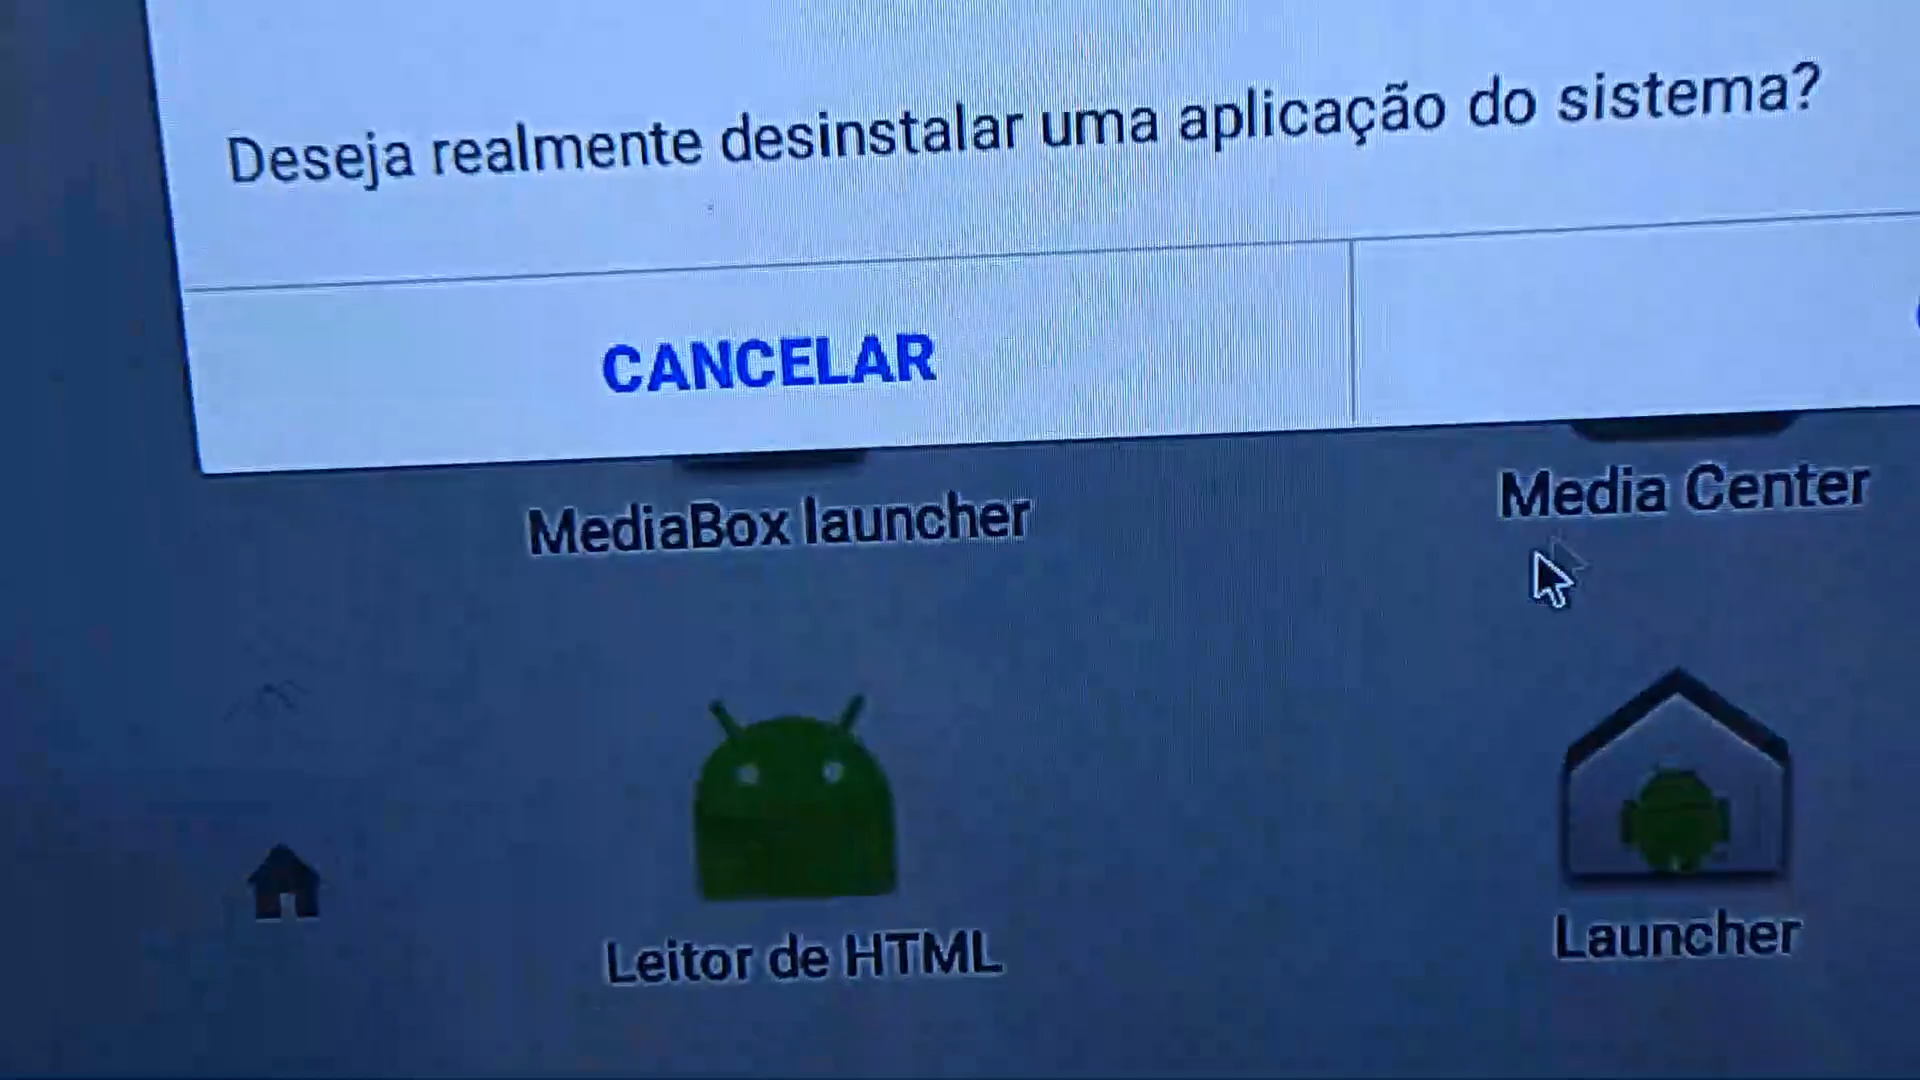 Deseja realmente desinstalar uma aplicação do sistema?
CANCELAR
MediaBox launcher
Media Center
Leitor de HTML
Launcher